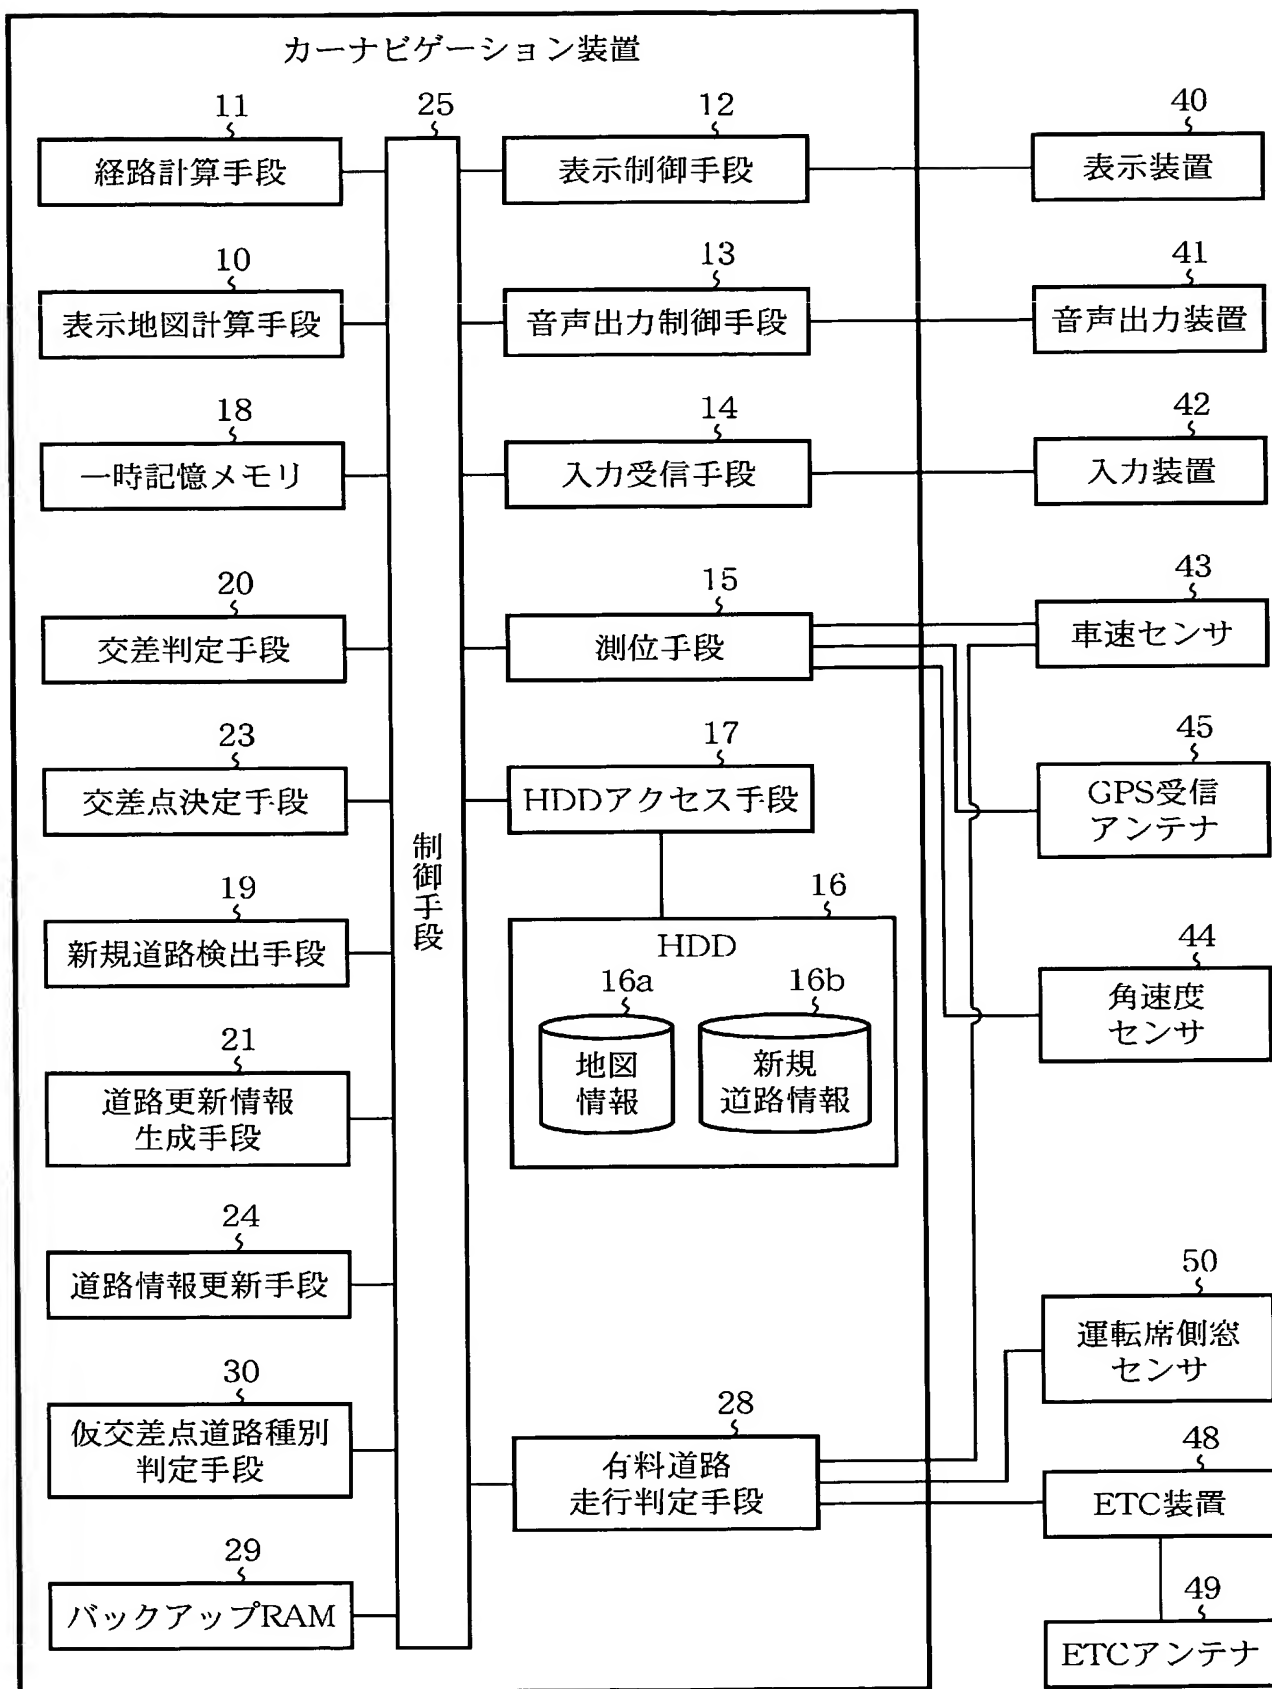 カーナビゲーション装置
11
経路計算手段
25
制御手段
12
表示制御手段
40
表示装置
10
表示地図計算手段
13
音声出力制御手段
41
音声出力装置
18
一時記憶メモリ
14
入力受信手段
42
入力装置
20
交差判定手段
15
測位手段
43
車速センサ
23
交差点決定手段
17
HDDアクセス手段
45
GPS受信
アンテナ
19
新規道路検出手段
16
HDD
16a
地図
情報
16b
新規
道路情報
44
角速度
センサ
21
道路更新情報
生成手段
24
道路情報更新手段
50
運転席側窓
センサ
30
仮交差点道路種別
判定手段
28
有料道路
走行判定手段
48
ETC装置
29
バックアップRAM
49
ETCアンテナ